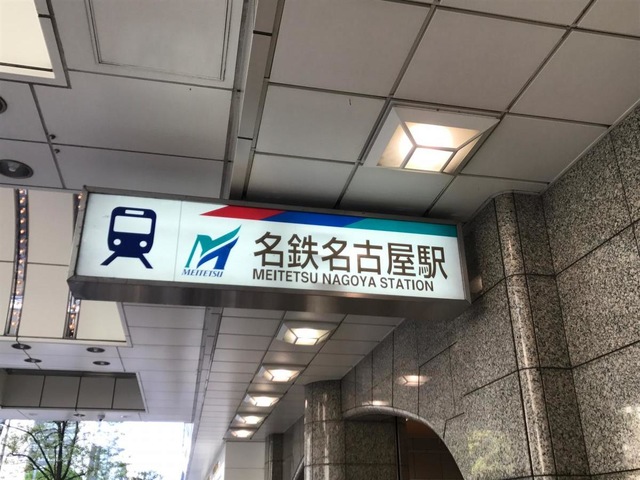 名鉄名古屋駅
MEITETSU NAGOYA STATION
MEITETSU